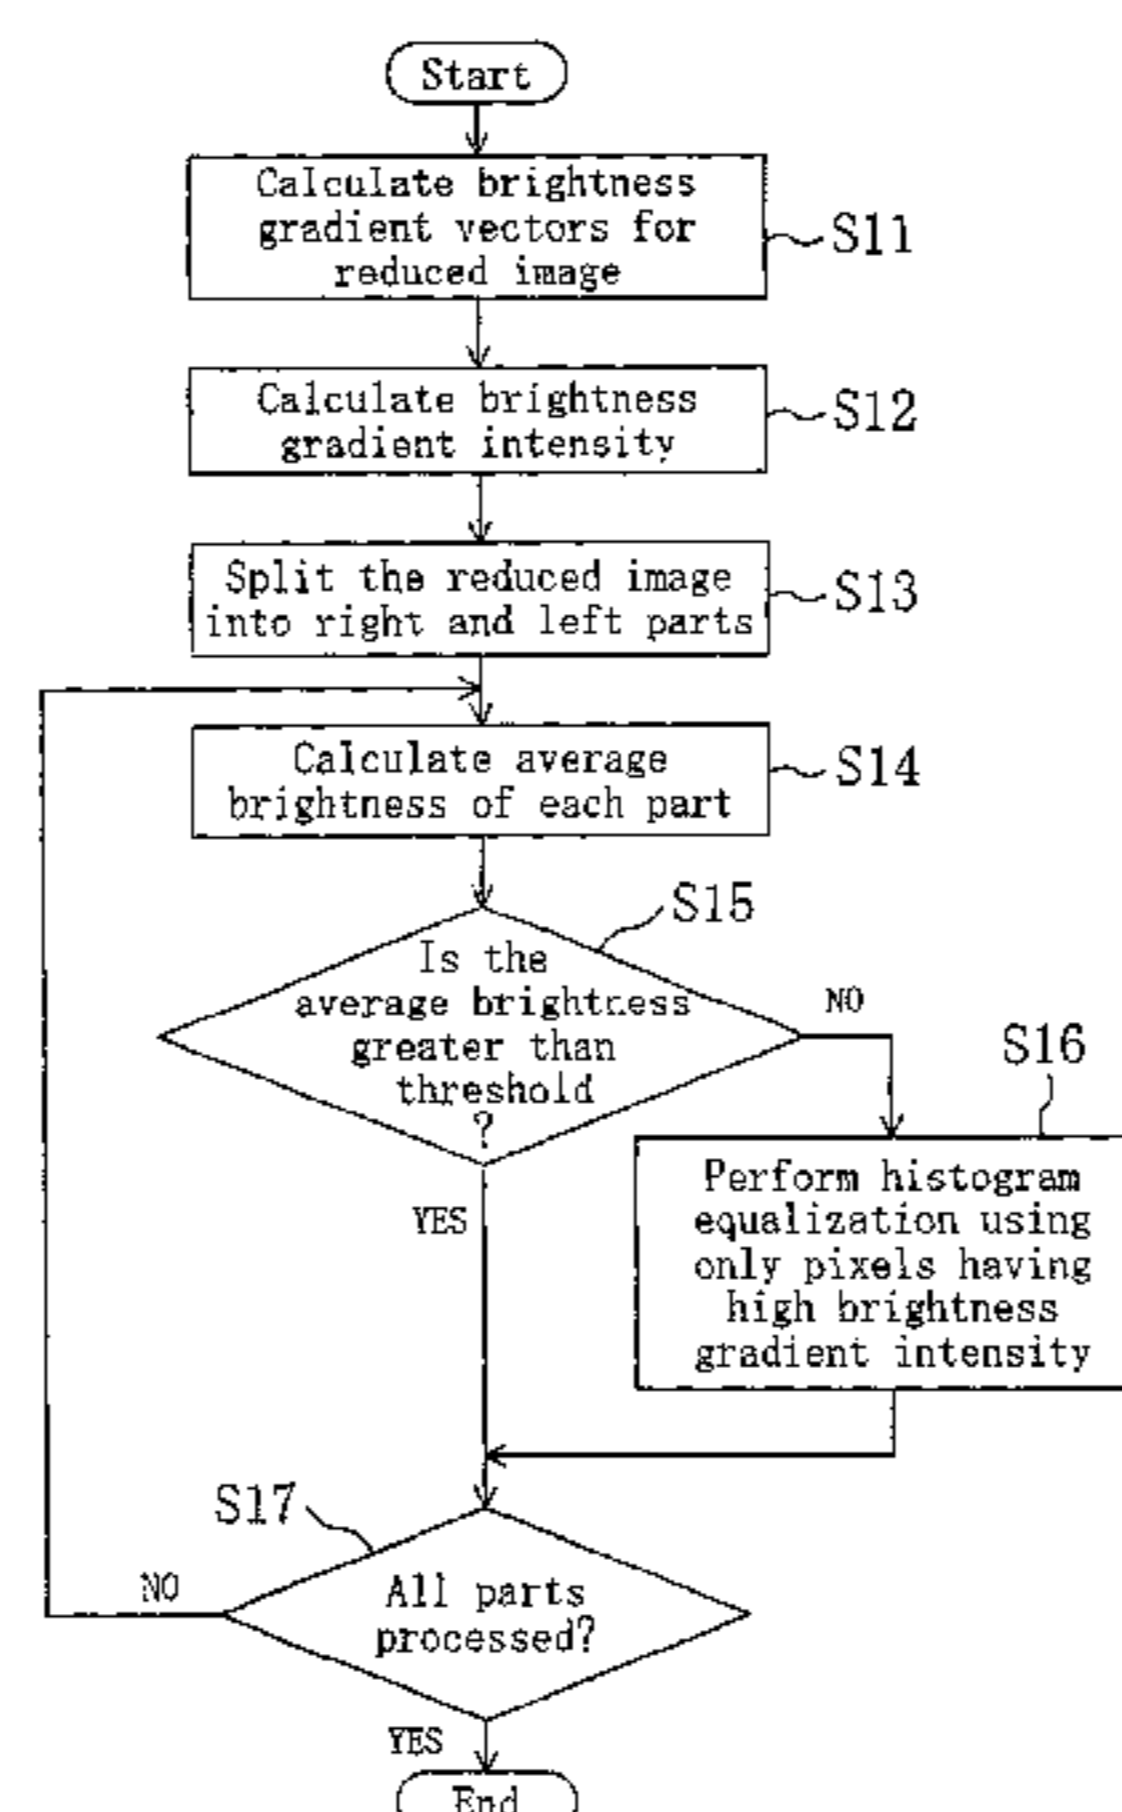 Start
Calculate brightness
gradient vectors for
reduced image
S11
Calculate brightness
gradient intensity
S12
Split the reduced image
into right and left parts
S13
Calculate average
brightness of each part
S14
S15
Is the
average brightness
greater than
threshold
?
NO
YES
S16
Perform histogram
equalization using
only pixels having
high brightness
gradient intensity
S17
All parts
processed?
NO
YES
End